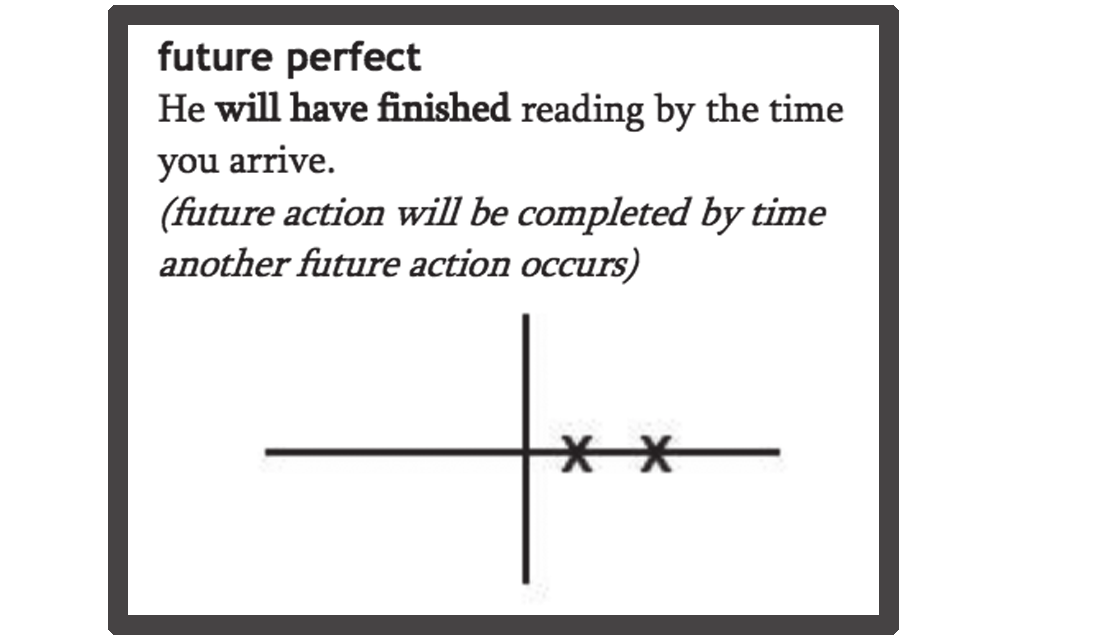 future perfect
He will have finished reading by the time
you arrive.
(future action will be completed by time
another future action occurs)
x x